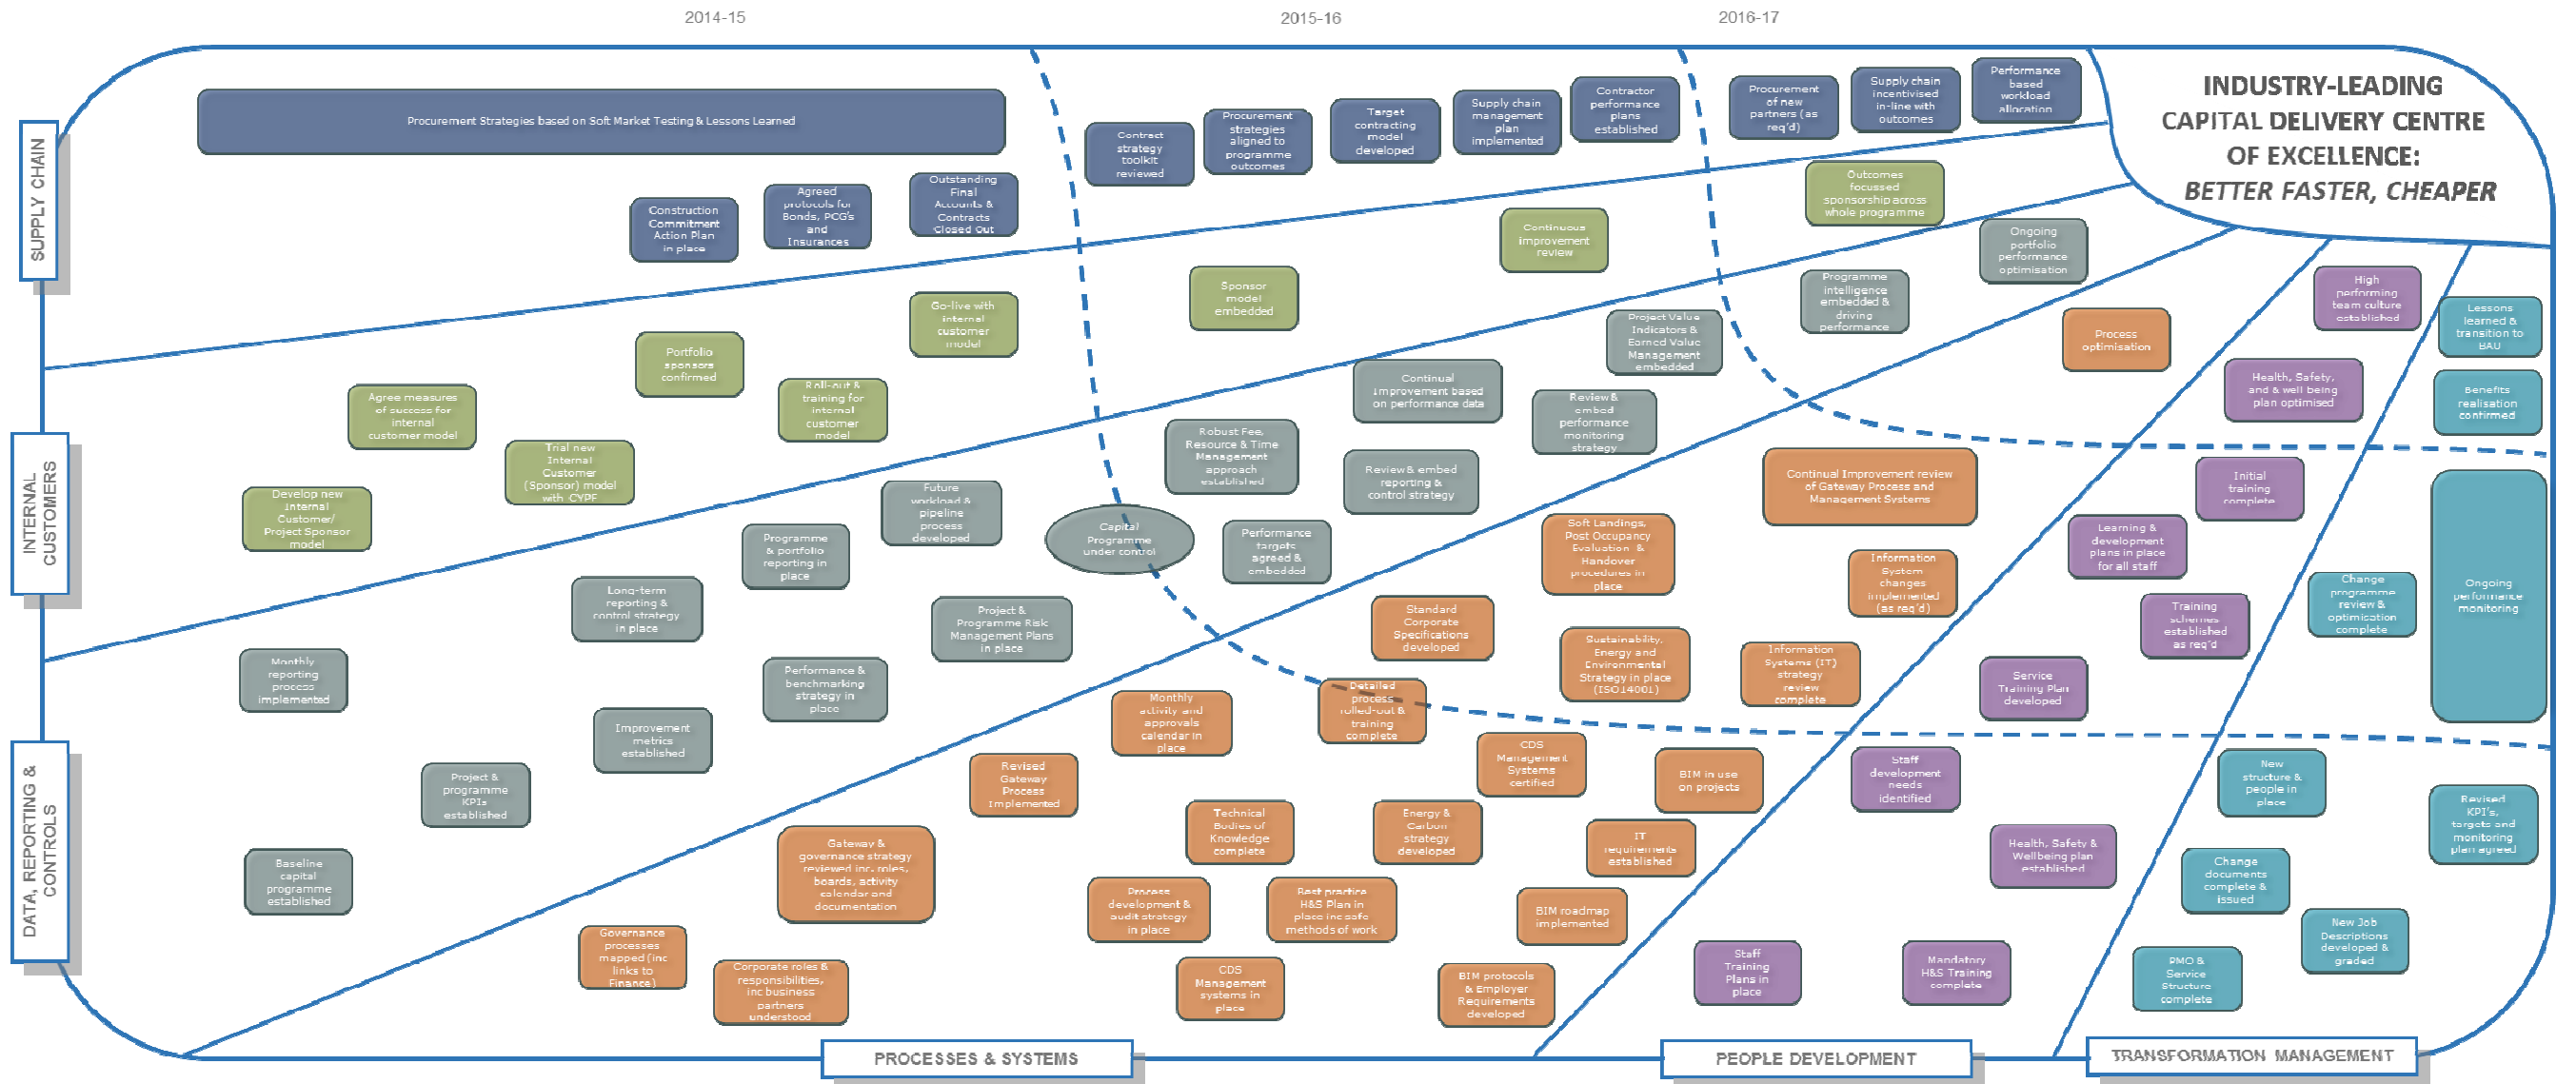 2014-15
2015-16
2016-17
INDUSTRY-LEADING
CAPITAL DELIVERY CENTRE
OF EXCELLENCE:
BETTER FASTER, CHEAPER
SUPPLY CHAIN
Procurement Strategies based on Soft Market Testing & Lessons Learned
Construction
Commitment
Action Plan
in place
Agreed
protocols for
Bonds, PCG's
and
Insurances
Outstanding
Final
Accounts &
Contracts
Closed Out
Contract
strategy
toolkit
reviewed
Procurement
strategies
aligned to
programme
outcomes
Target
contracting
model
developed
Supply chain
management
plan
implemented
Contractor
performance
plans
established
Procurement
of new
partners (as
req'd)
Supply chain
incentivised
in-line with
outcomes
Performance
based
workload
allocation
INTERNAL
CUSTOMERS
Develop new
Internal
Customer/
Project Sponsor
model
Agree measures
of success for
internal
customer model
Trial new
Internal
Customer
(Sponsor) model
with CYPF
Portfolio
sponsors
confirmed
Roll-out &
training for
internal
customer
model
Go-live with
internal
customer
model
Sponsor
model
embedded
Continuous
improvement
review
Outcomes
focussed
sponsorship across
whole programme
DATA, REPORTING &
CONTROLS
Monthly
reporting
process
implemented
Baseline
capital
programme
established
Project &
programme
KPIs
established
Long-term
reporting &
control strategy
in place
Improvement
metrics
established
Programme
& portfolio
reporting in
place
Performance &
benchmarking
strategy in
place
Future
workload &
pipeline
process
developed
Project &
Programme Risk
Management Plans
in place
Capital
Programme
under control
Robust Fee,
Resource & Time
Management
approach
established
Performance
targets
agreed &
embedded
Continual
Improvement based
on performance data
Review & embed
reporting &
control strategy
Review &
embed
performance
monitoring
strategy
Project Value
Indicators &
Earned Value
Management
embedded
Programme
intelligence
embedded &
driving
performance
Ongoing
portfolio
performance
optimisation
PROCESSES & SYSTEMS
Governance
processes
mapped (inc
links to
Finance)
Corporate roles &
responsibilities,
inc business
partners
understood
Gateway &
governance strategy
reviewed inc. roles,
boards, activity
calendar and
documentation
Revised
Gateway
Process
Implemented
Monthly
activity and
approvals
calendar in
place
Process
development &
audit strategy
in place
Technical
Bodies of
Knowledge
complete
CDS
Management
systems in
place
Best practice
H&S Plan in
place inc safe
methods of work
Detailed
process
rolled-out &
training
complete
Energy &
Carbon
strategy
developed
CDS
Management
Systems
certified
BIM protocols
& Employer
Requirements
developed
BIM roadmap
implemented
IT
requirements
established
BIM in use
on projects
Standard
Corporate
Specifications
developed
Soft Landings,
Post Occupancy
Evaluation &
Handover
procedures in
place
Sustainability,
Energy and
Environmental
Strategy in place
(ISO14001)
Information
Systems (IT)
strategy
review
complete
Information
System
changes
implemented
(as req'd)
Continual Improvement review
of Gateway Process and
Management Systems
Process
optimisation
PEOPLE DEVELOPMENT
Staff
Training
Plans in
place
Mandatory
H&S Training
complete
Health, Safety &
Wellbeing plan
established
Staff
development
needs
identified
Service
Training Plan
developed
Training
schemes
established
as req'd
Learning &
development
plans in place
for all staff
Initial
training
complete
Health, Safety,
and & well being
plan optimised
High
performing
team culture
established
TRANSFORMATION MANAGEMENT
PMO &
Service
Structure
complete
New Job
Descriptions
developed &
graded
Change
documents
complete &
issued
New
structure &
people in
place
Revised
KPI's,
targets and
monitoring
plan agreed
Change
programme
review &
optimisation
complete
Ongoing
performance
monitoring
Benefits
realisation
confirmed
Lessons
learned &
transition to
BAU